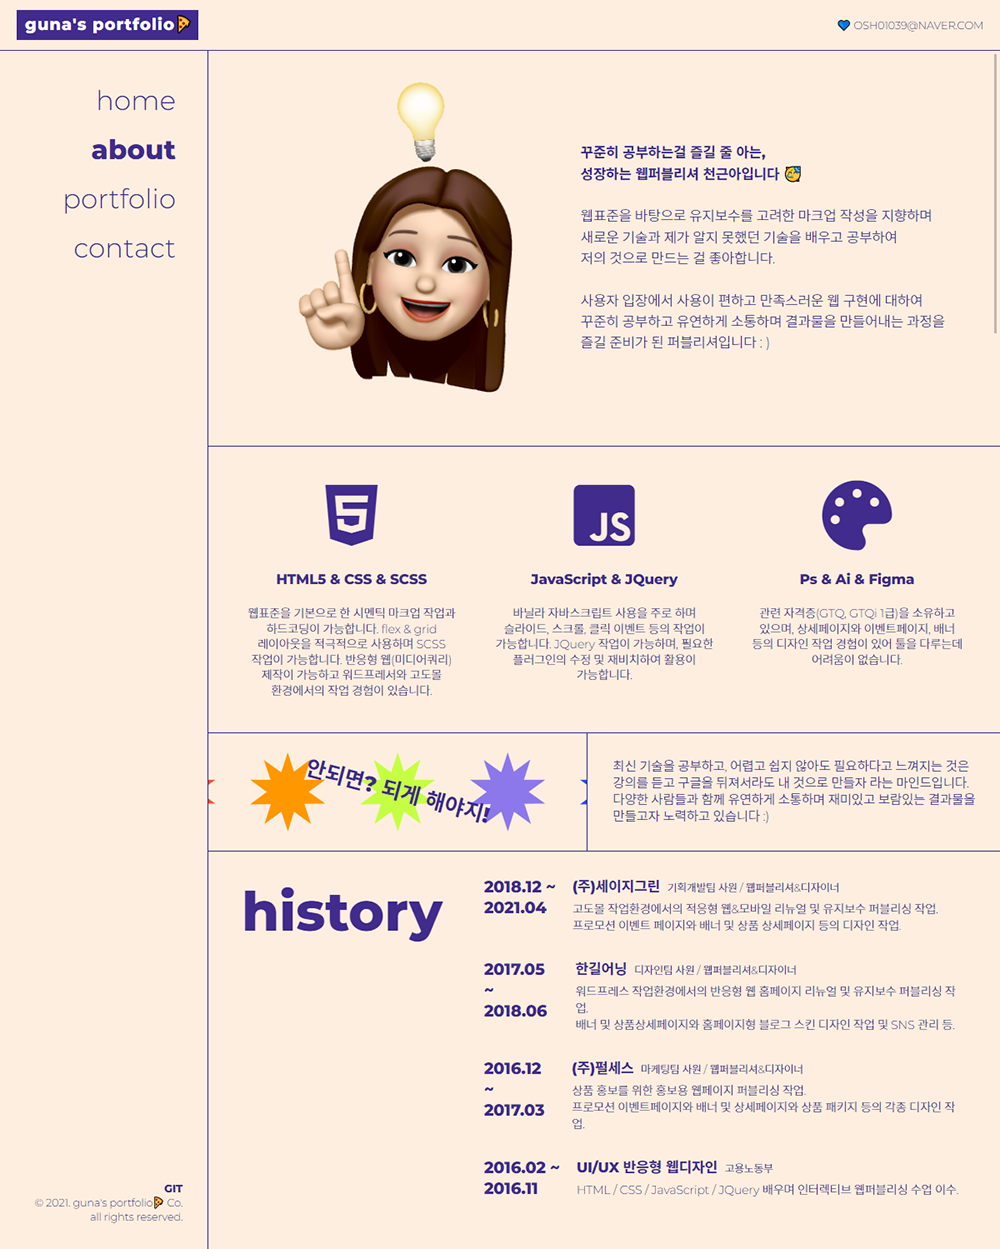 guna's portfolio🍕
💙 OSH01039@NAVER.COM
home
about
portfolio
contact
꾸준히 공부하는걸 즐길 줄 아는,
성장하는 웹퍼블리셔 천근아입니다
웹표준을 바탕으로 유지보수를 고려한 마크업 작성을 지향하며
새로운 기술과 제가 알지 못했던 기술을 배우고 공부하여
저의 것으로 만드는 걸 좋아합니다.
사용자 입장에서 사용이 편하고 만족스러운 웹 구현에 대하여
꾸준히 공부하고 유연하게 소통하며 결과물을 만들어내는 과정을
즐길 준비가 된 퍼블리셔입니다 : )
5
JS
HTML5 & CSS & SCSS
웹표준을 기본으로 한 시멘틱 마크업 작업과
하드코딩이 가능합니다. flex & grid
레이아웃을 적극적으로 사용하며 SCSS
작업이 가능합니다. 반응형 웹(미디어쿼리)
제작이 가능하고 워드프레서와 고도몰
환경에서의 작업 경험이 있습니다.
JavaScript & JQuery
바닐라 자바스크립트 사용을 주로 하며
슬라이드, 스크롤, 클릭 이벤트 등의 작업이
가능합니다. JQuery 작업이 가능하며, 필요한
플러그인의 수정 및 재비치하여 활용이
가능합니다.
Ps & Ai & Figma
관련 자격증(GTQ, GTQi 1급)을 소유하고
있으며, 상세페이지와 이벤트페이지, 배너
등의 디자인 작업 경험이 있어 툴을 다루는데
어려움이 없습니다.
안되면? 되게 해야지!
최신 기술을 공부하고, 어렵고 쉽지 않아도 필요하다고 느껴지는 것은
강의를 듣고 구글을 뒤져서라도 내 것으로 만들자 라는 마인드입니다.
다양한 사람들과 함께 유연하게 소통하며 재미있고 보람있는 결과물을
만들고자 노력하고 있습니다 :)
history
2018.12 ~
2021.04
(주)세이지그린 기획개발팀 사원 / 웹퍼블리셔&디자이너
고도몰 작업환경에서의 적응형 웹&모바일 리뉴얼 및 유지보수 퍼블리싱 작업.
프로모션 이벤트 페이지와 배너 및 상품 상세페이지 등의 디자인 작업.
2017.05
~
2018.06
한길어닝 디자인팀 사원 / 웹퍼블리셔&디자이너
워드프레스 작업환경에서의 반응형 웹 홈페이지 리뉴얼 및 유지보수 퍼블리싱 작
업.
배너 및 상품상세페이지와 홈페이지형 블로그 스킨 디자인 작업 및 SNS 관리 등.
2016.12
~
2017.03
(주)펄세스 마케팅팀 사원 / 웹퍼블리셔&디자이너
상품 홍보를 위한 홍보용 웹페이지 퍼블리싱 작업.
프로모션 이벤트페이지와 배너 및 상세페이지와 상품 패키지 등의 각종 디자인 작
업.
2016.02 ~
2016.11
UI/UX 반응형 웹디자인 고용노동부
HTML / CSS / JavaScript / JQuery 배우며 인터렉티브 웹퍼블리싱 수업 이수.
GIT
© 2021. guna's portfolio🍕 Co.
all rights reserved.